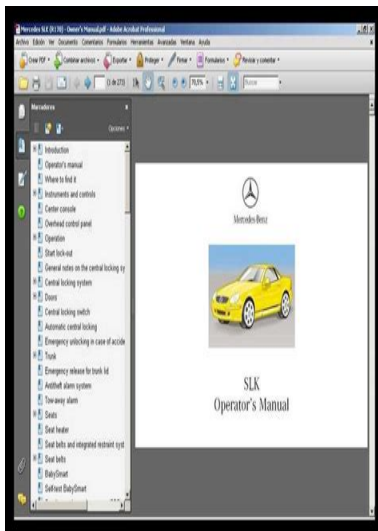 Mercedes SLK (R170) - Owner's Manual.pdf - Adobe Acrobat Professional
Archivo Edición Ver Documento Comentarios Formularios Herramientas Avanzadas Ventana Ayuda
Crear PDF Combinar archivos Exportar Proteger Firmar Formularios Revisar y comentar
(1 de 273) 70,5% Buscar
Marcadores
Opciones
Introduction
Operator's manual
Where to find it
Instruments and controls
Center console
Overhead control panel
Operation
Start lock-out
General notes on the central locking sy
Central locking system
Doors
Central locking switch
Automatic central locking
Emergency unlocking in case of accide
Trunk
Emergency release for trunk lid
Antitheft alarm system
Tow-away alarm
Seats
Seat heater
Seat belts and integrated restraint syst
Seat belts
BabySmart
Self-test BabySmart
Mercedes-Benz
SLK
Operator's Manual